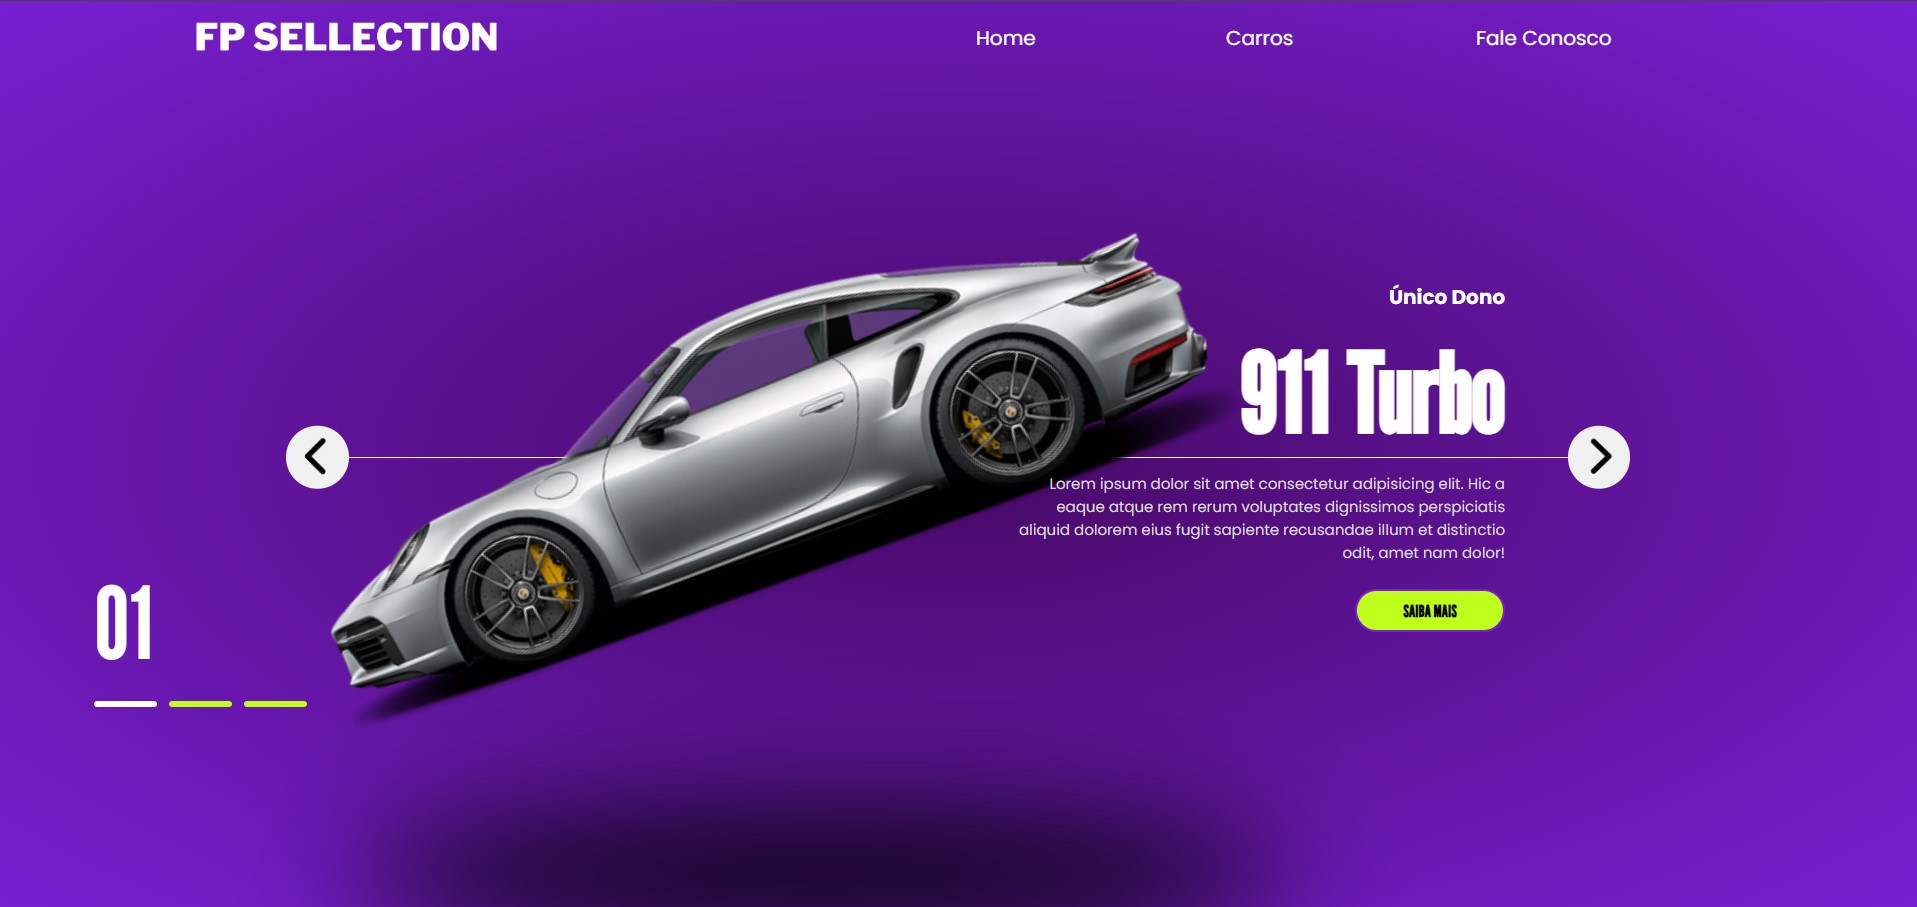 FP SELLECTION
Home
Carros
Fale Conosco
Único Dono
911 Turbo
Lorem ipsum dolor sit amet consectetur adipisicing elit. Hic a
eaque atque rem rerum voluptates dignissimos perspiciatis
aliquid dolorem eius fugit sapiente recusandae illum et distinctio
odit, amet nam dolor!
SAIBA MAIS
01